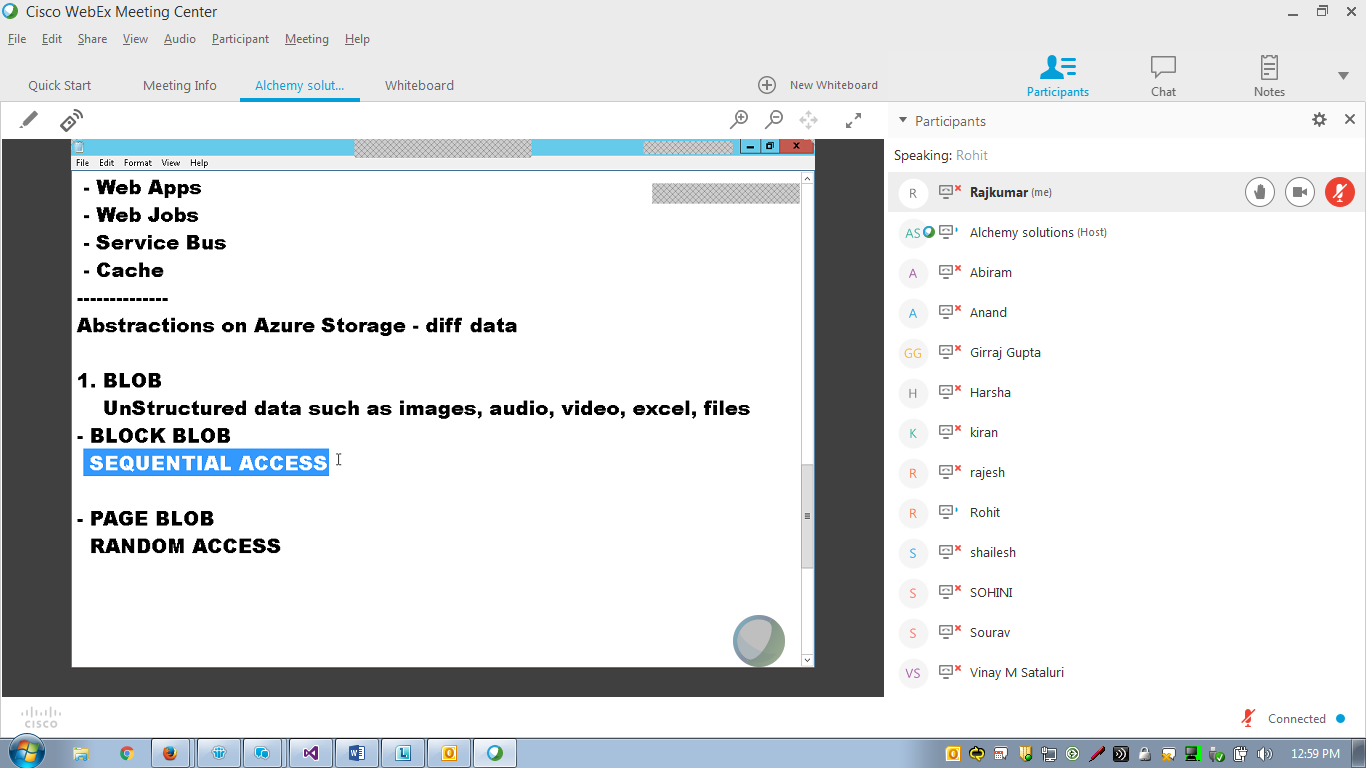 Cisco WebEx Meeting Center
File Edit Share View Audio Participant Meeting Help
Quick Start Meeting Info Alchemy solut... Whiteboard New Whiteboard
Participants Chat Notes
File Edit Format View Help
- Web Apps
- Web Jobs
- Service Bus
- Cache
--------------
Abstractions on Azure Storage - diff data
1. BLOB
UnStructured data such as images, audio, video, excel, files
- BLOCK BLOB
SEQUENTIAL ACCESS
- PAGE BLOB
RANDOM ACCESS
Participants
Speaking: Rohit
R Rajkumar (me)
AS Alchemy solutions (Host)
A Abiram
A Anand
GG Girraj Gupta
H Harsha
K kiran
R rajesh
R Rohit
S shailesh
S SOHINI
S Sourav
VS Vinay M Sataluri
CISCO
Connected
12:59 PM